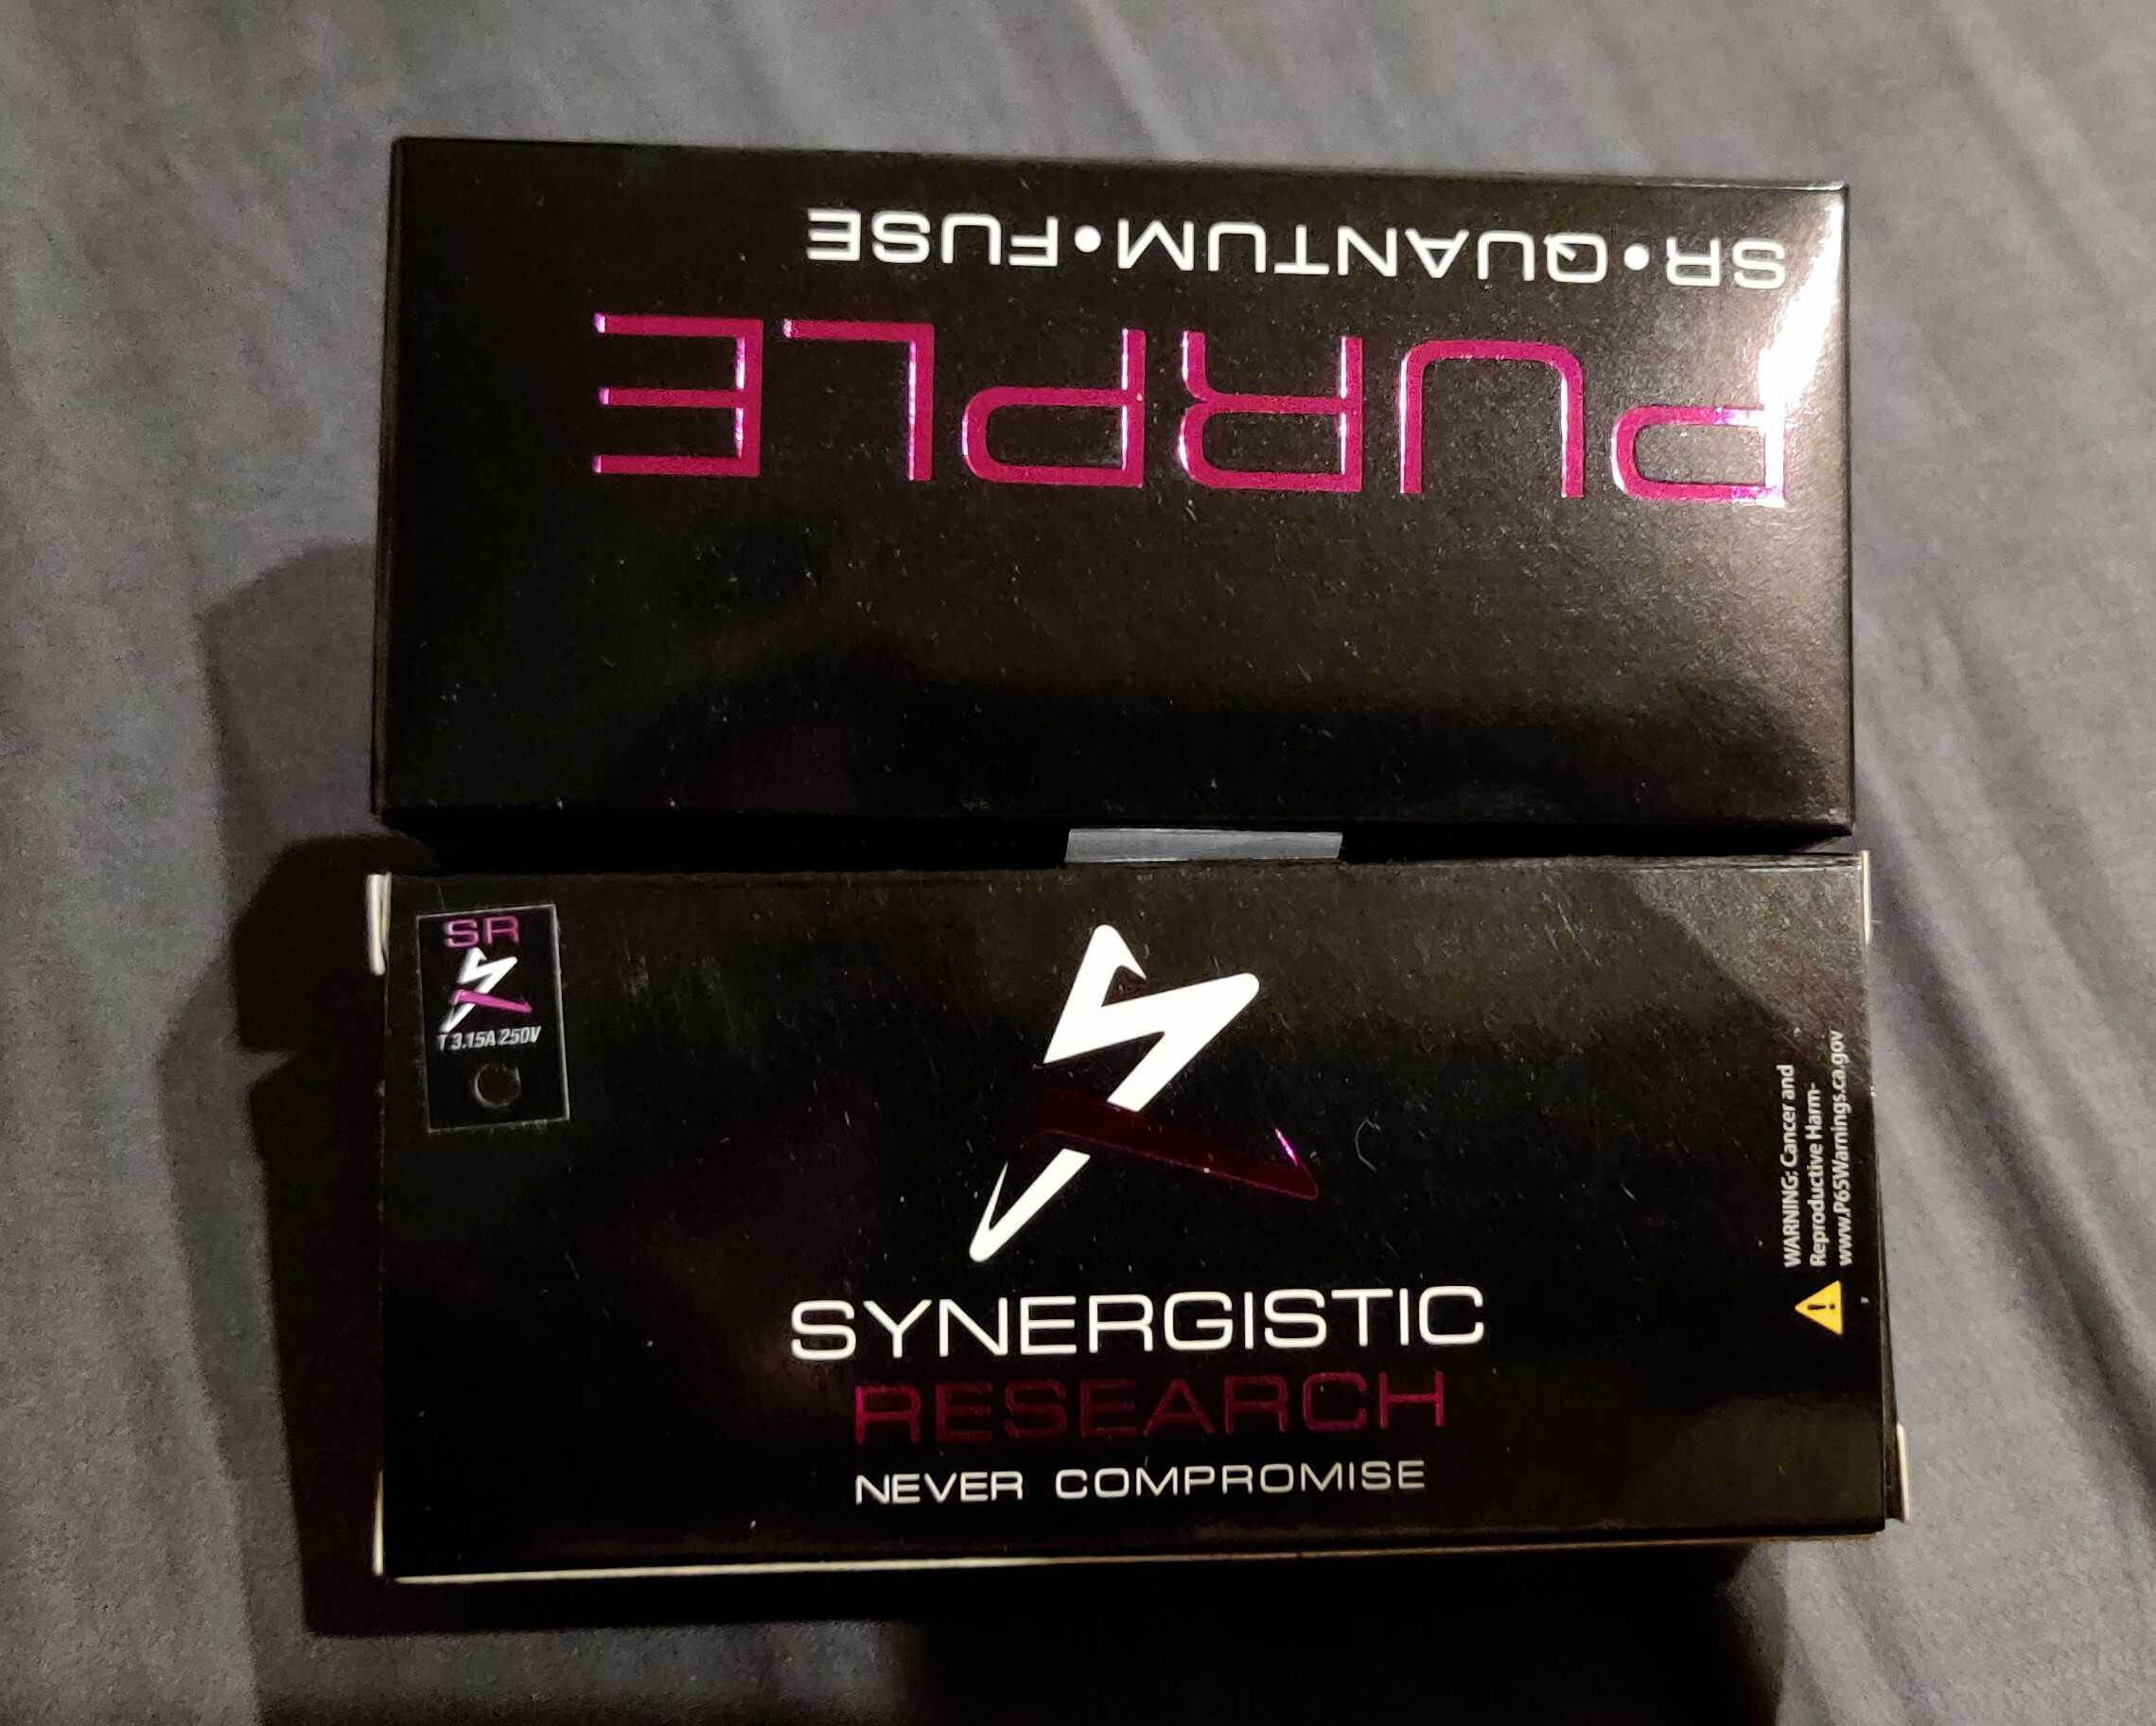 PURPLE
SR•QUANTUM•FUSE
SR
T 3.15A 250V
SYNERGISTIC
RESEARCH
NEVER COMPROMISE
WARNING: Cancer and
Reproductive Harm-
www.P65Warnings.ca.gov